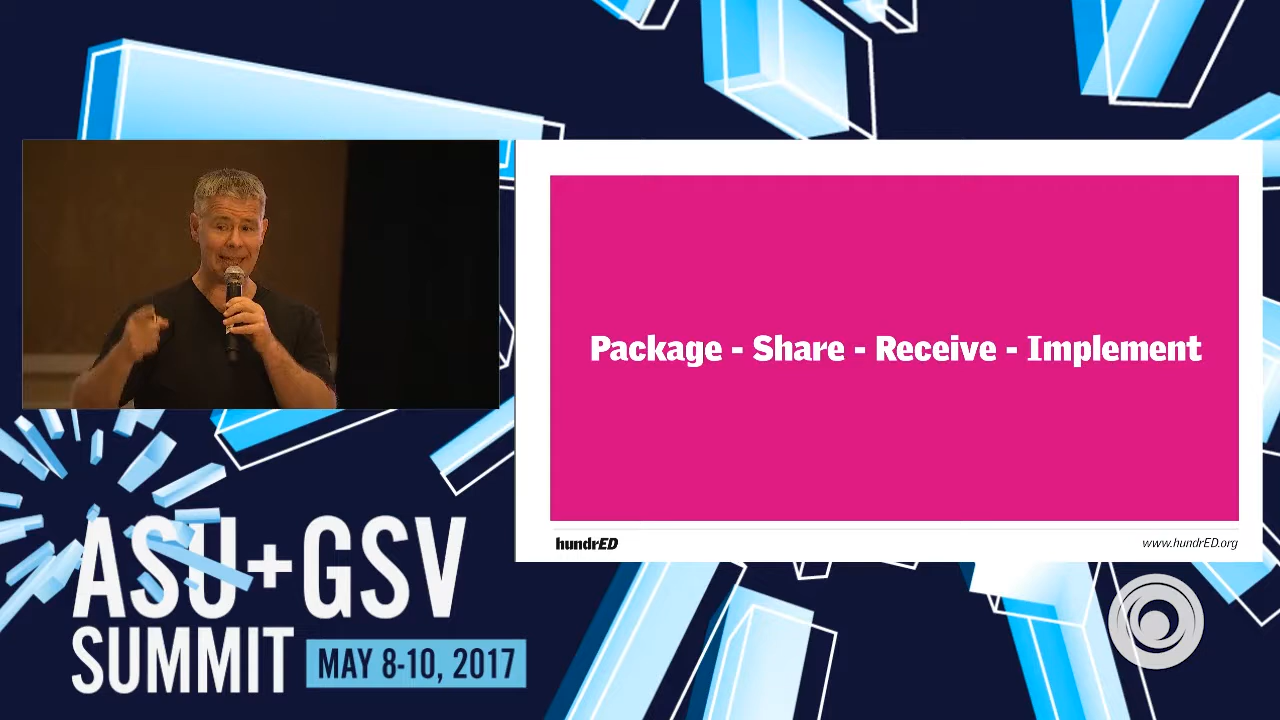 Package - Share - Receive - Implement
hundrED
www.hundrED.org
ASU+GSV
SUMMIT
MAY 8-10, 2017